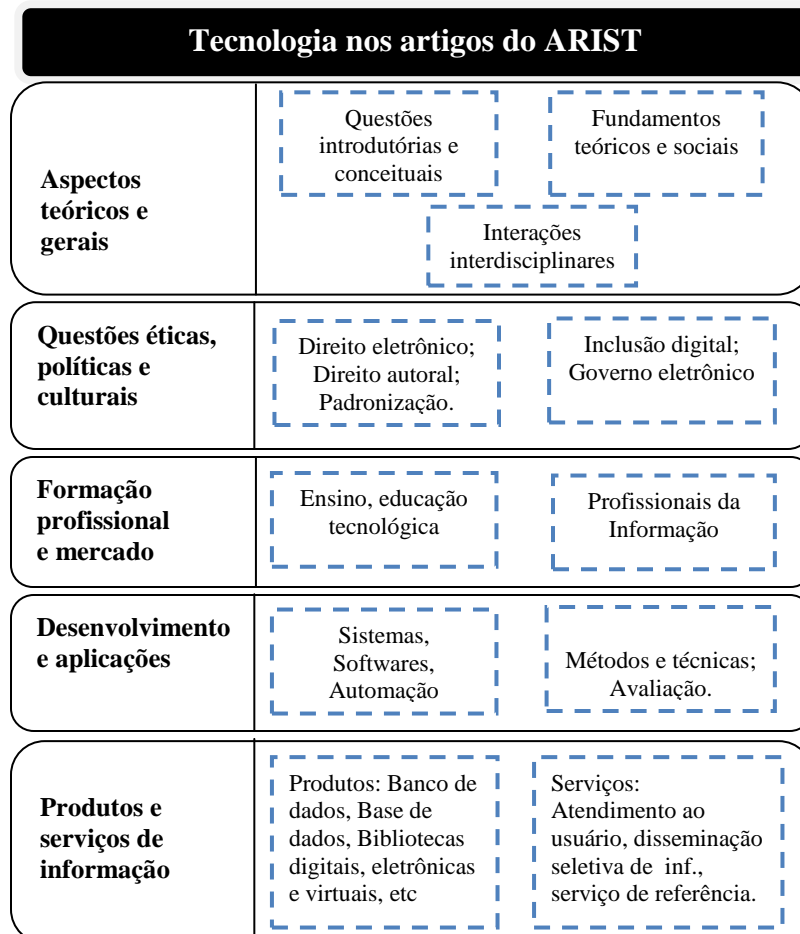 Tecnologia nos artigos do ARIST
Aspectos
teóricos e
gerais
Questões
introdutórias e
conceituais
Fundamentos
teóricos e sociais
Interações
interdisciplinares
Questões éticas,
políticas e
culturais
Direito eletrônico;
Direito autoral;
Padronização.
Inclusão digital;
Governo eletrônico
Formação
profissional
e mercado
Ensino, educação
tecnológica
Profissionais da
Informação
Desenvolvimento
e aplicações
Sistemas,
Softwares,
Automação
Métodos e técnicas;
Avaliação.
Produtos e
serviços de
informação
Produtos: Banco de
dados, Base de
dados, Bibliotecas
digitais, eletrônicas
e virtuais, etc
Serviços:
Atendimento ao
usuário, disseminação
seletiva de inf.,
serviço de referência.